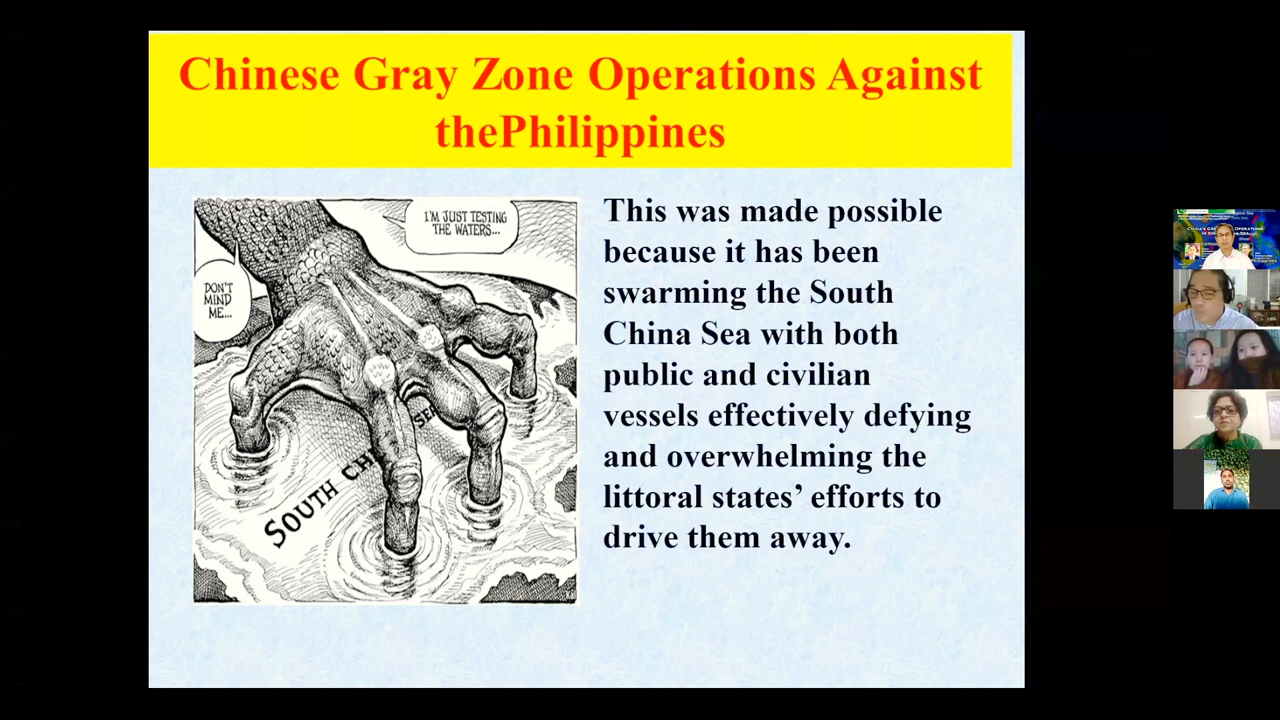 Chinese Gray Zone Operations Against
thePhilippines
I'M JUST TESTING
THE WATERS...
DON'T
MIND
ME...
SOUTH CHI SEA
This was made possible
because it has been
swarming the South
China Sea with both
public and civilian
vessels effectively defying
and overwhelming the
littoral states' efforts to
drive them away.